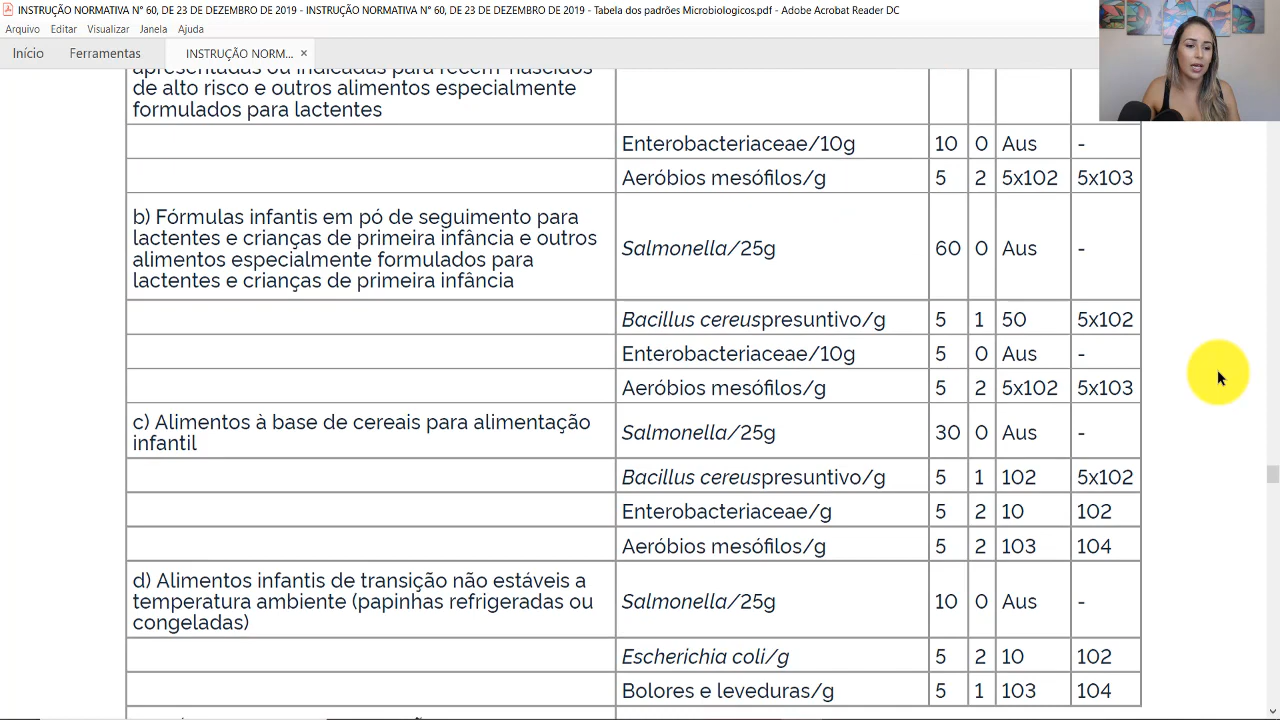 INSTRUÇÃO NORMATIVA N° 60, DE 23 DE DEZEMBRO DE 2019 - INSTRUÇÃO NORMATIVA N° 60, DE 23 DE DEZEMBRO DE 2019 - Tabela dos padrões Microbiologicos.pdf - Adobe Acrobat Reader DC
Arquivo Editar Visualizar Janela Ajuda
Início Ferramentas INSTRUÇÃO NORM... ×
apresentadas ou indicadas para recém-nascidos
de alto risco e outros alimentos especialmente
formulados para lactentes
Enterobacteriaceae/10g 10 0 Aus -
Aeróbios mesófilos/g 5 2 5x102 5x103
b) Fórmulas infantis em pó de seguimento para
lactentes e crianças de primeira infância e outros
alimentos especialmente formulados para
lactentes e crianças de primeira infância
Salmonella/25g 60 0 Aus -
Bacillus cereuspresuntivo/g 5 1 50 5x102
Enterobacteriaceae/10g 5 0 Aus -
Aeróbios mesófilos/g 5 2 5x102 5x103
c) Alimentos à base de cereais para alimentação
infantil
Salmonella/25g 30 0 Aus -
Bacillus cereuspresuntivo/g 5 1 102 5x102
Enterobacteriaceae/g 5 2 10 102
Aeróbios mesófilos/g 5 2 103 104
d) Alimentos infantis de transição não estáveis a
temperatura ambiente (papinhas refrigeradas ou
congeladas)
Salmonella/25g 10 0 Aus -
Escherichia coli/g 5 2 10 102
Bolores e leveduras/g 5 1 103 104